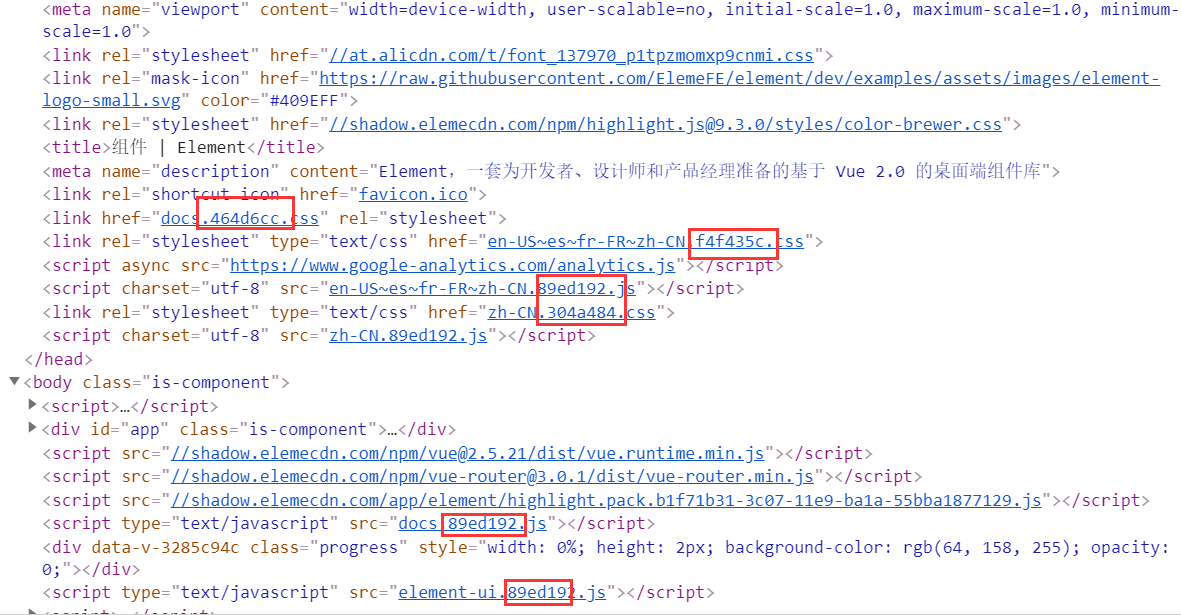 <meta name="viewport" content="width=device-width, user-scalable=no, initial-scale=1.0, maximum-scale=1.0, minimum-
scale=1.0">
<link rel="stylesheet" href="//at.alicdn.com/t/font_137970_p1tpzmomxp9cnmi.css">
<link rel="mask-icon" href="https://raw.githubusercontent.com/ElemeFE/element/dev/examples/assets/images/element-
logo-small.svg" color="#409EFF">
<link rel="stylesheet" href="//shadow.elemecdn.com/npm/highlight.js@9.3.0/styles/color-brewer.css">
<title>组件 | Element</title>
<meta name="description" content="Element，一套为开发者、设计师和产品经理准备的基于 Vue 2.0 的桌面端组件库">
<link rel="shortcut icon" href="favicon.ico">
<link href="docs.464d6cc.css" rel="stylesheet">
<link rel="stylesheet" type="text/css" href="en-US~es~fr-FR~zh-CN.f4f435c.css">
<script async src="https://www.google-analytics.com/analytics.js"></script>
<script charset="utf-8" src="en-US~es~fr-FR~zh-CN.89ed192.js"></script>
<link rel="stylesheet" type="text/css" href="zh-CN.304a484.css">
<script charset="utf-8" src="zh-CN.89ed192.js"></script>
</head>
<body class="is-component">
<script>…</script>
<div id="app" class="is-component">…</div>
<script src="//shadow.elemecdn.com/npm/vue@2.5.21/dist/vue.runtime.min.js"></script>
<script src="//shadow.elemecdn.com/npm/vue-router@3.0.1/dist/vue-router.min.js"></script>
<script src="//shadow.elemecdn.com/app/element/highlight.pack.b1f71b31-3c07-11e9-ba1a-55bba1877129.js"></script>
<script type="text/javascript" src="docs.89ed192.js"></script>
<div data-v-3285c94c class="progress" style="width: 0%; height: 2px; background-color: rgb(64, 158, 255); opacity:
0;"></div>
<script type="text/javascript" src="element-ui.89ed192.js"></script>